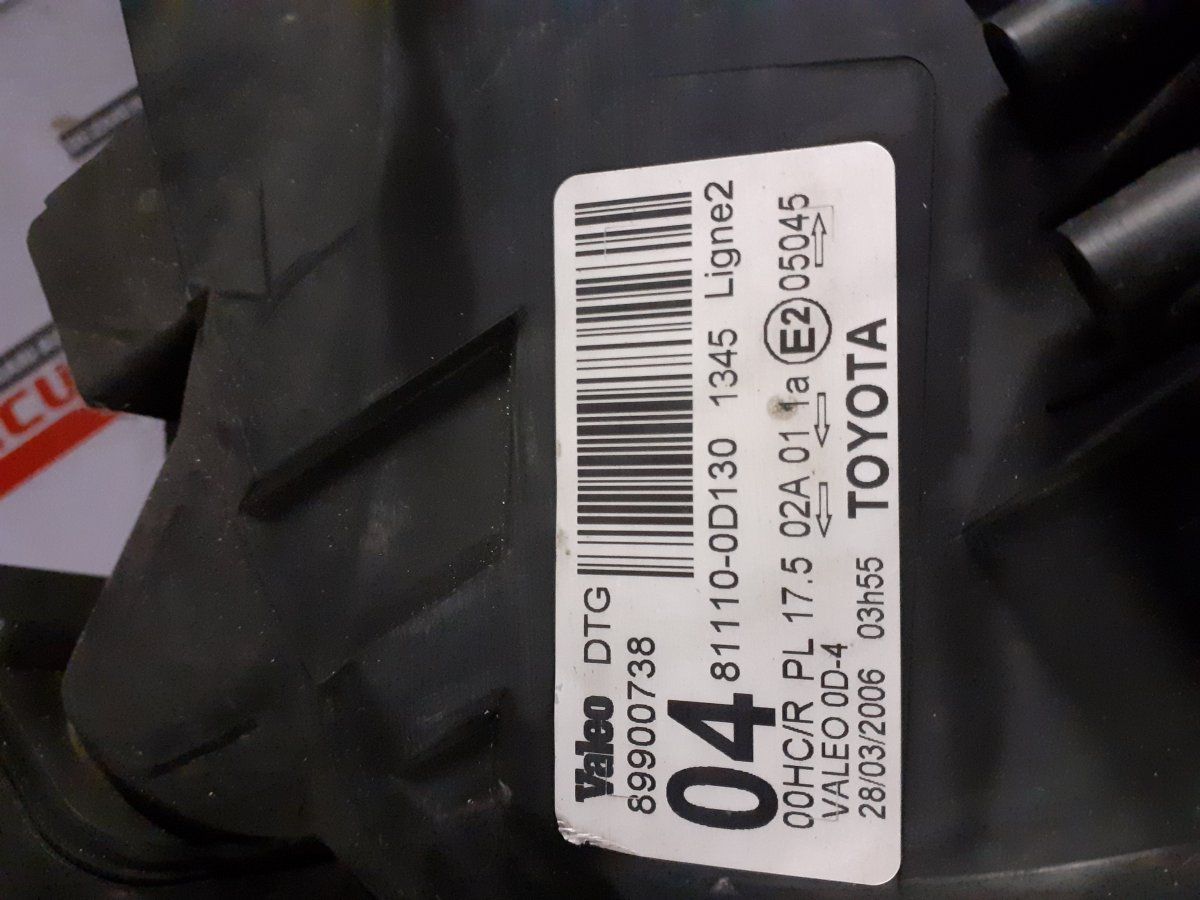 Valeo DTG
89900738
04 81110-0D130 1345 Ligne2
00HC/R PL 17.5 02A 01 1a E2 05045
VALEO 0D-4
28/03/2006 03h55 TOYOTA
ECU